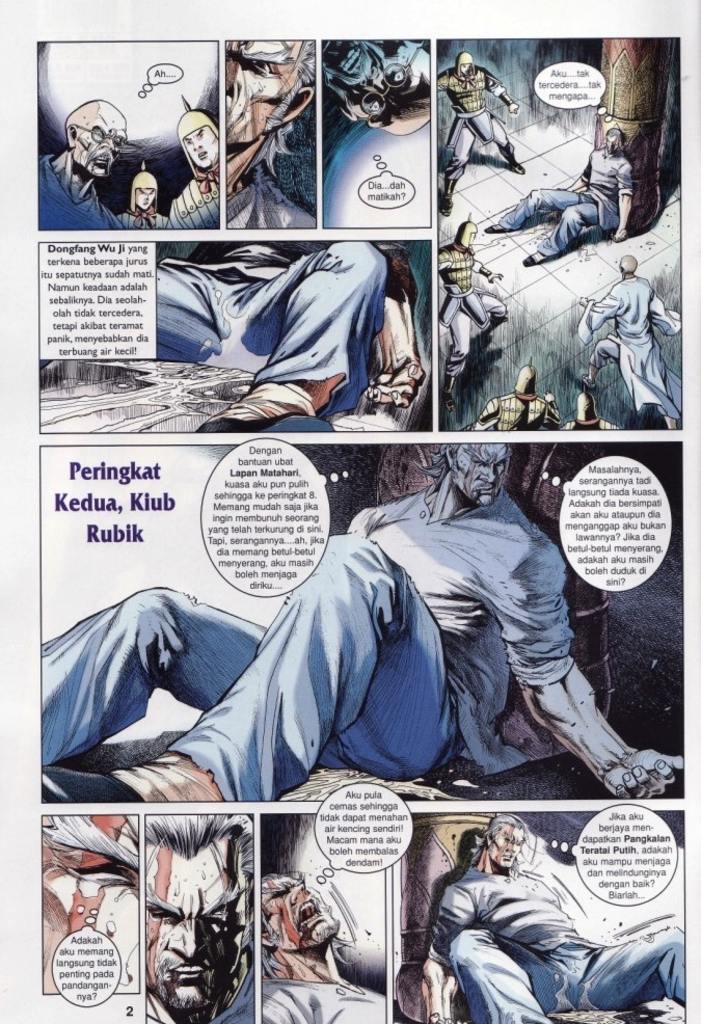 Ah....
Dia...dah
matikah?
Aku....tak
tercedera....tak
mengapa...
Dongfang Wu Ji yang
terkena beberapa jurus
itu sepatutnya sudah mati.
Namun keadaan adalah
sebaliknya. Dia seolah-
olah tidak tercedera,
tetapi akibat teramat
panik, menyebabkan dia
terbuang air kecil!
Peringkat
Kedua, Kiub
Rubik
Dengan
bantuan ubat
Lapan Matahari,
kuasa aku pun pulih
sehingga ke peringkat 8.
Memang mudah saja jika
ingin membunuh seorang
yang telah terkurung di sini.
Tapi, serangannya....ah, jika
dia memang betul-betul
menyerang, aku masih
boleh menjaga
diriku....
Masalahnya,
serangannya tadi
langsung tiada kuasa.
Adakah dia bersimpati
akan aku ataupun dia
menganggap aku bukan
lawannya? Jika dia
betul-betul menyerang,
adakah aku masih
boleh duduk di
sini?
Adakah
aku memang
langsung tidak
penting pada
pandangan-
nya?
Aku pula
cemas sehingga
tidak dapat menahan
air kencing sendiri!
Macam mana aku
boleh membalas
dendam!
Jika aku
berjaya men-
dapatkan Pangkalan
Teratai Putih, adakah
aku mampu menjaga
dan melindunginya
dengan baik?
Biarlah...
2